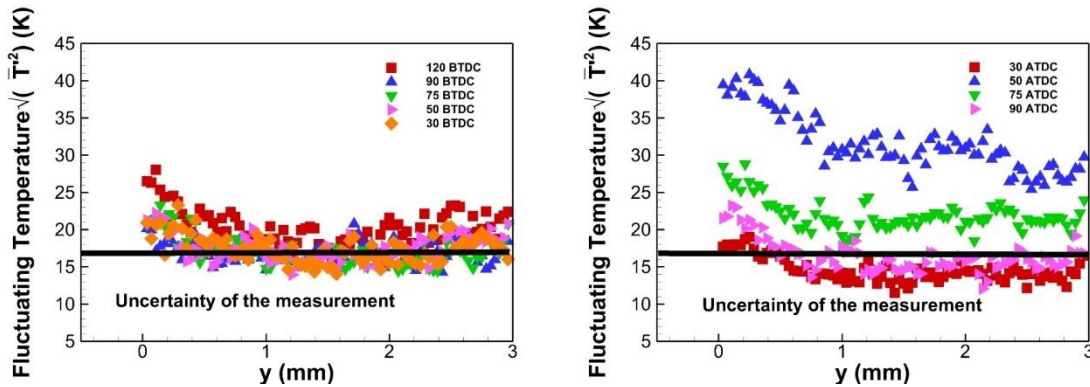 Fluctuating Temperature√( T̅'²) (K)
45
40
35
30
25
20
15
10
5
0
1
2
3
y (mm)
120 BTDC
90 BTDC
75 BTDC
50 BTDC
30 BTDC
Uncertainty of the measurement
Fluctuating Temperature√( T̅'²) (K)
45
40
35
30
25
20
15
10
5
0
1
2
3
y (mm)
30 ATDC
50 ATDC
75 ATDC
90 ATDC
Uncertainty of the measurement